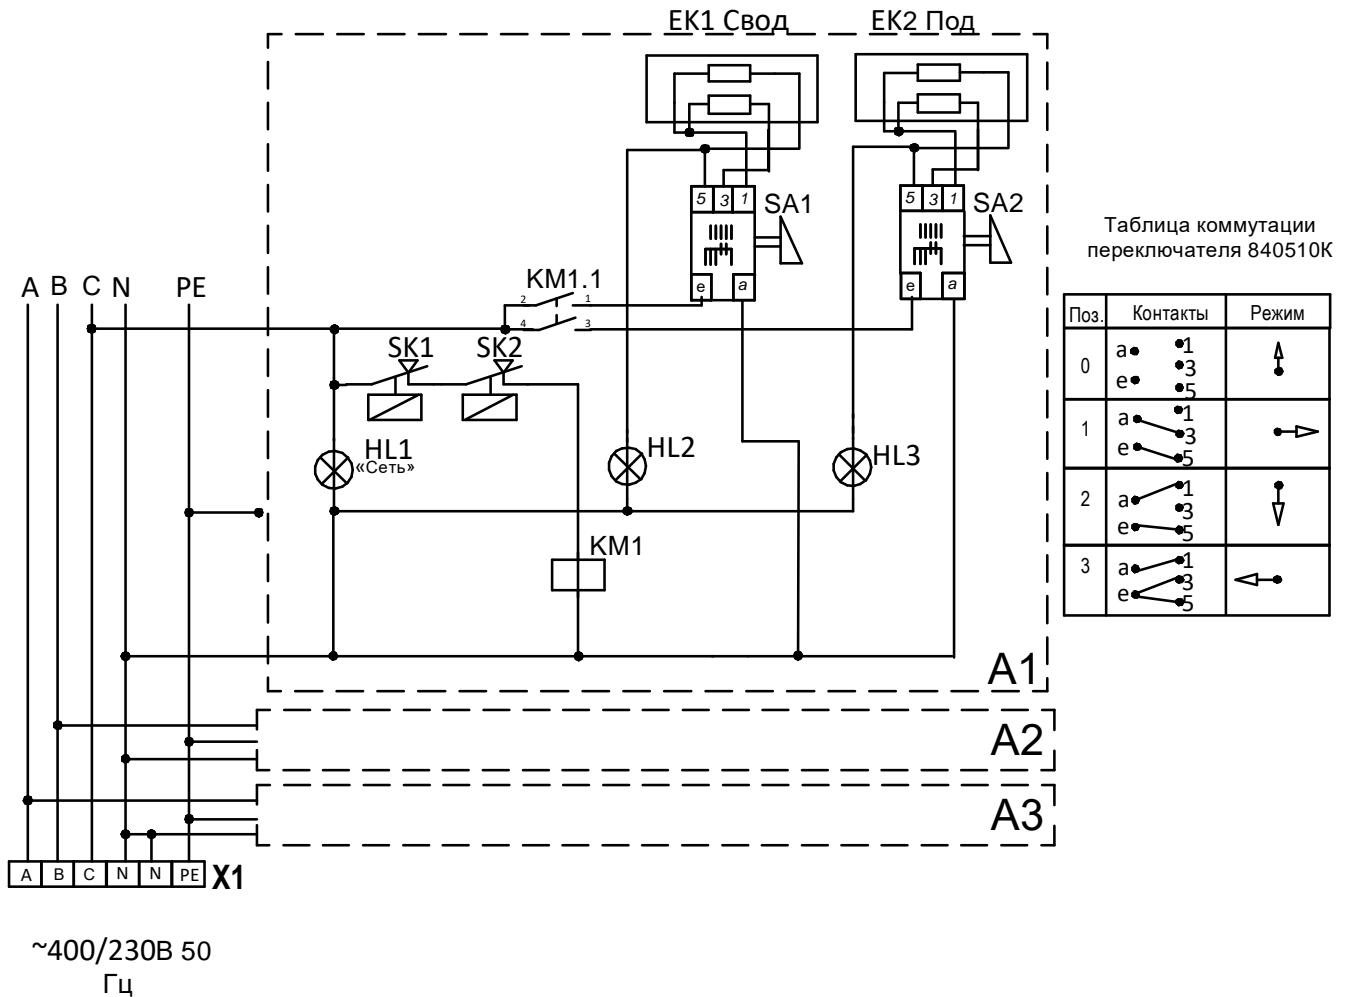 EK1 Свод
EK2 Под
5 3 1
SA1
e a
5 3 1
SA2
e a
A B C N PE
KM1.1
2 1
4 3
SK1
SK2
HL1
«Сеть»
HL2
HL3
KM1
A1
A2
A3
A B C N N PE X1
~400/230В 50
Гц
Таблица коммутации
переключателя 840510К
Поз. Контакты Режим
0
a 1
3
e 5
1
a 1
3
e 5
2
a 1
3
e 5
3
a 1
3
e 5